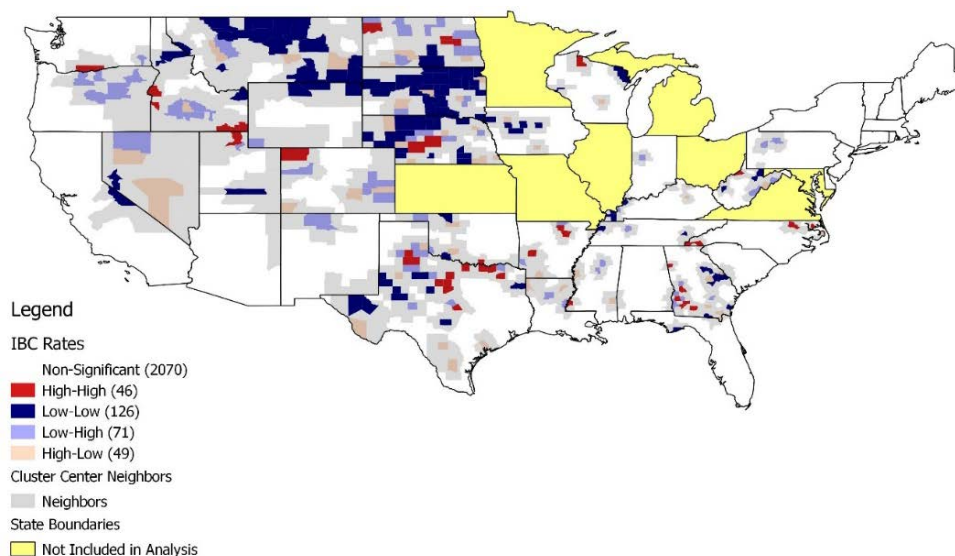 Legend
IBC Rates
Non-Significant (2070)
High-High (46)
Low-Low (126)
Low-High (71)
High-Low (49)
Cluster Center Neighbors
Neighbors
State Boundaries
Not Included in Analysis